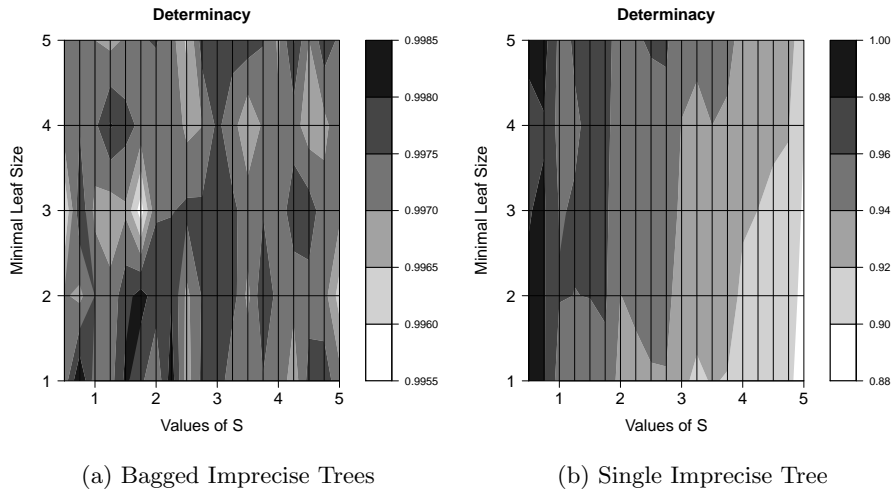 Determinacy
Minimal Leaf Size
5
4
3
2
1
1 2 3 4 5
Values of S
0.9985
0.9980
0.9975
0.9970
0.9965
0.9960
0.9955
(a) Bagged Imprecise Trees
Determinacy
Minimal Leaf Size
5
4
3
2
1
1 2 3 4 5
Values of S
1.00
0.98
0.96
0.94
0.92
0.90
0.88
(b) Single Imprecise Tree